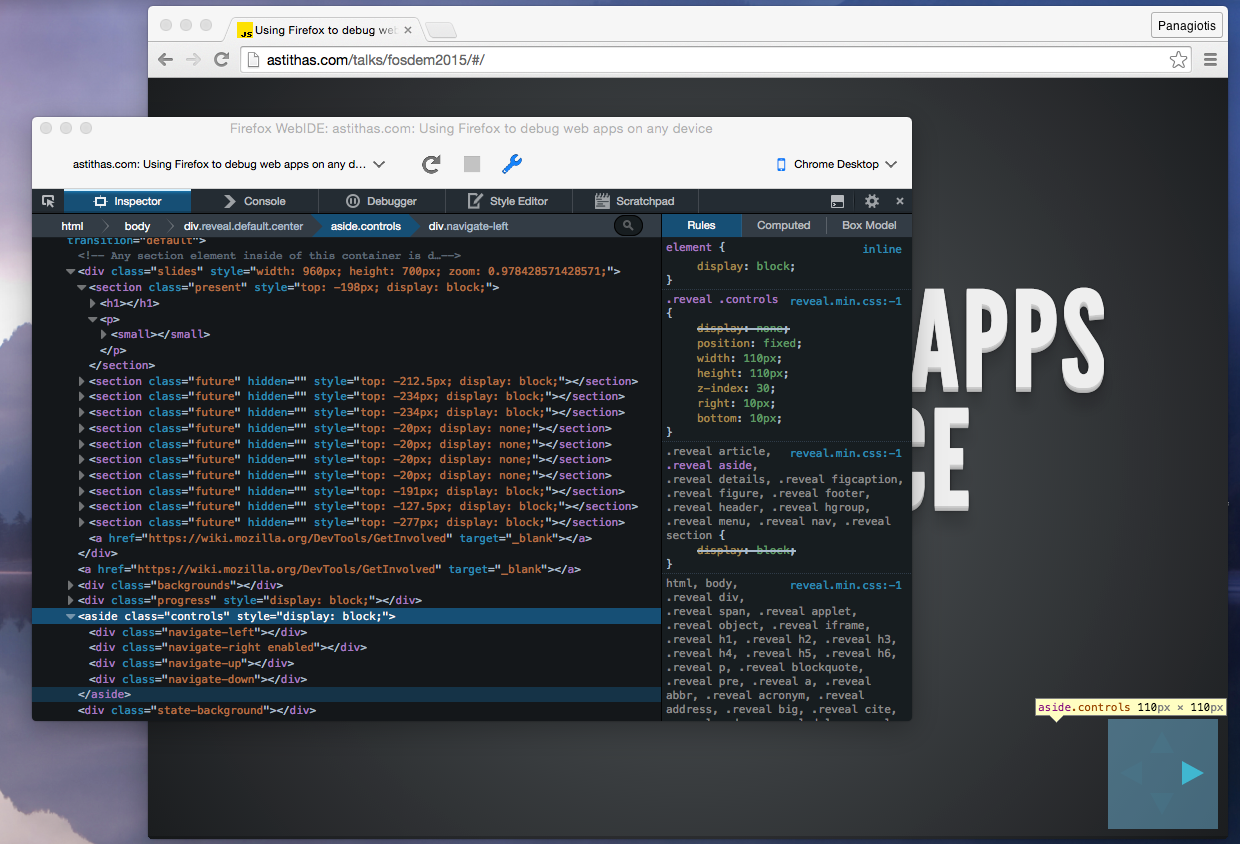 Using Firefox to debug we
Panagiotis
astithas.com/talks/fosdem2015/#/
Firefox WebIDE: astithas.com: Using Firefox to debug web apps on any device
astithas.com: Using Firefox to debug web apps on any d...
Chrome Desktop
Inspector
Console
Debugger
Style Editor
Scratchpad
html
body
div.reveal.default.center
aside.controls
div.navigate-left
Rules
Computed
Box Model
transition="default">
<!-- Any section element inside of this container is d…-->
<div class="slides" style="width: 960px; height: 700px; zoom: 0.978428571428571;">
<section class="present" style="top: -198px; display: block;">
<h1></h1>
<p>
<small></small>
</p>
</section>
<section class="future" hidden="" style="top: -212.5px; display: block;"></section>
<section class="future" hidden="" style="top: -234px; display: block;"></section>
<section class="future" hidden="" style="top: -234px; display: block;"></section>
<section class="future" hidden="" style="top: -20px; display: none;"></section>
<section class="future" hidden="" style="top: -20px; display: none;"></section>
<section class="future" hidden="" style="top: -20px; display: none;"></section>
<section class="future" hidden="" style="top: -20px; display: none;"></section>
<section class="future" hidden="" style="top: -191px; display: block;"></section>
<section class="future" hidden="" style="top: -127.5px; display: block;"></section>
<section class="future" hidden="" style="top: -277px; display: block;"></section>
<a href="https://wiki.mozilla.org/DevTools/GetInvolved" target="_blank"></a>
</div>
<a href="https://wiki.mozilla.org/DevTools/GetInvolved" target="_blank"></a>
<div class="backgrounds"></div>
<div class="progress" style="display: block;"></div>
<aside class="controls" style="display: block;">
<div class="navigate-left"></div>
<div class="navigate-right enabled"></div>
<div class="navigate-up"></div>
<div class="navigate-down"></div>
</aside>
<div class="state-background"></div>
element { inline
display: block;
}
.reveal .controls reveal.min.css:-1
{
display: none;
position: fixed;
width: 110px;
height: 110px;
z-index: 30;
right: 10px;
bottom: 10px;
}
.reveal article, reveal.min.css:-1
.reveal aside,
.reveal details, .reveal figcaption,
.reveal figure, .reveal footer,
.reveal header, .reveal hgroup,
.reveal menu, .reveal nav, .reveal
section {
display: block;
}
html, body, reveal.min.css:-1
.reveal div,
.reveal span, .reveal applet,
.reveal object, .reveal iframe,
.reveal h1, .reveal h2, .reveal h3,
.reveal h4, .reveal h5, .reveal h6,
.reveal p, .reveal blockquote,
.reveal pre, .reveal a, .reveal
abbr, .reveal acronym, .reveal
address, .reveal big, .reveal cite,
APPS
CE
aside.controls 110px × 110px
JS